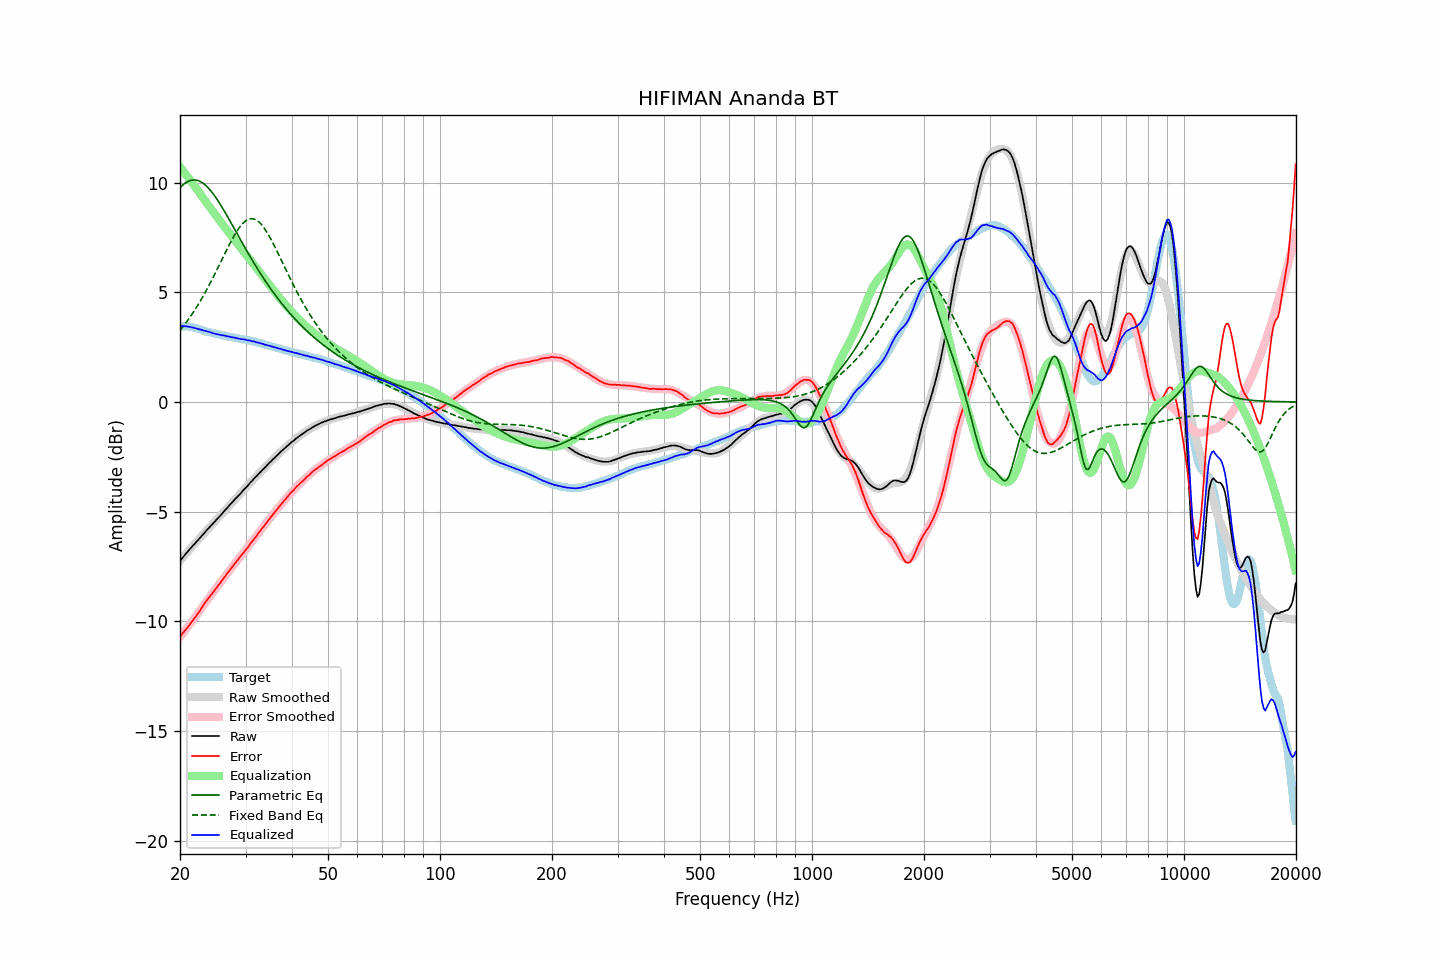 HIFIMAN Ananda BT
Amplitude (dBr)
10
5
0
−5
−10
−15
−20
Target
Raw Smoothed
Error Smoothed
Raw
Error
Equalization
Parametric Eq
Fixed Band Eq
Equalized
20 50 100 200 500 1000 2000 5000 10000 20000
Frequency (Hz)